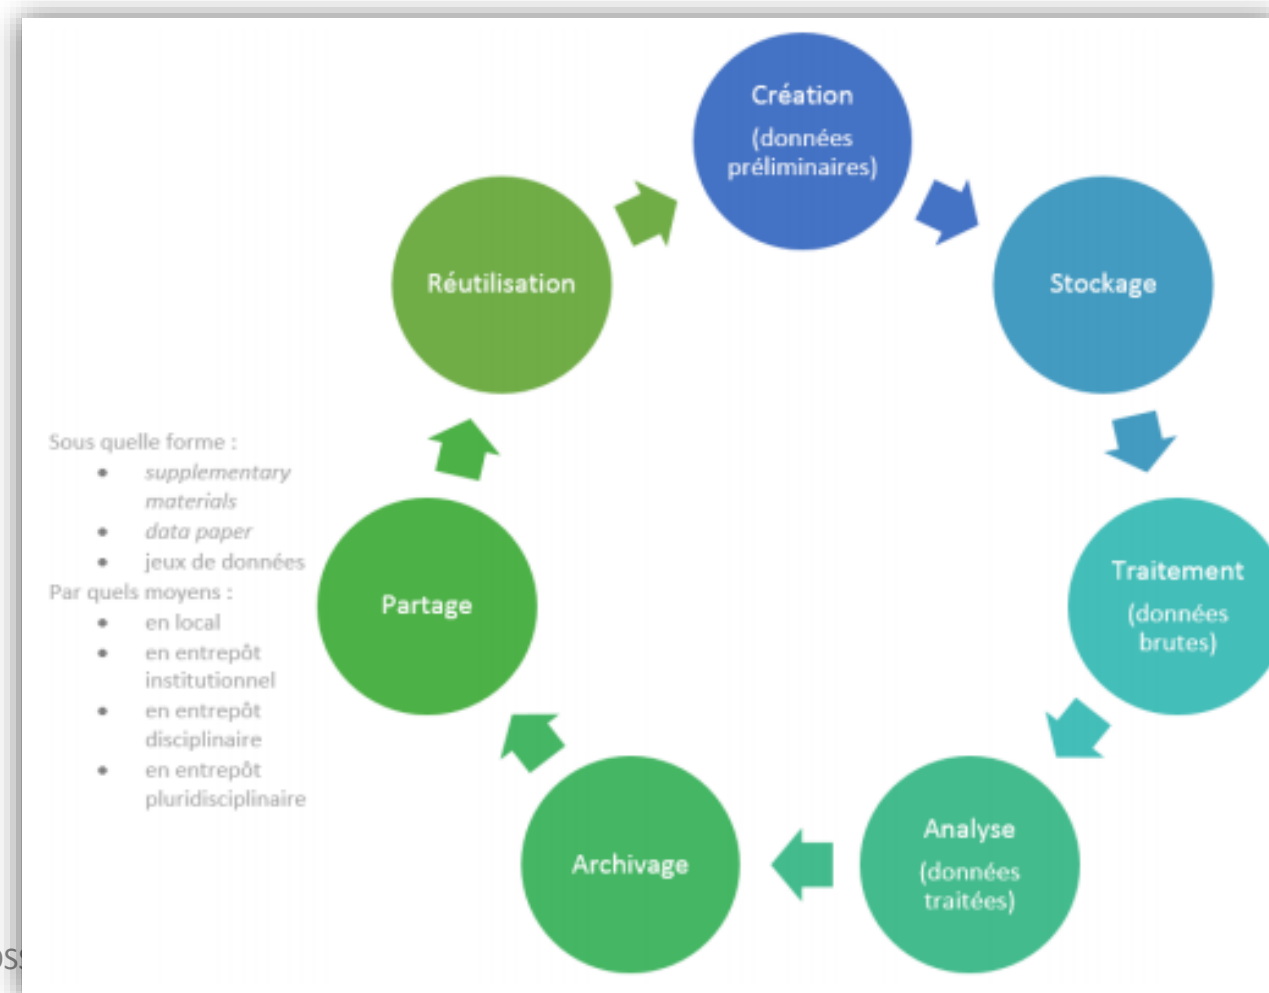 Création
(données
préliminaires)
Réutilisation
Stockage
Sous quelle forme :
• supplementary
materials
• data paper
• jeux de données
Par quels moyens :
• en local
• en entrepôt
institutionnel
• en entrepôt
disciplinaire
• en entrepôt
pluridisciplinaire
Partage
Traitement
(données
brutes)
Analyse
(données
traitées)
Archivage